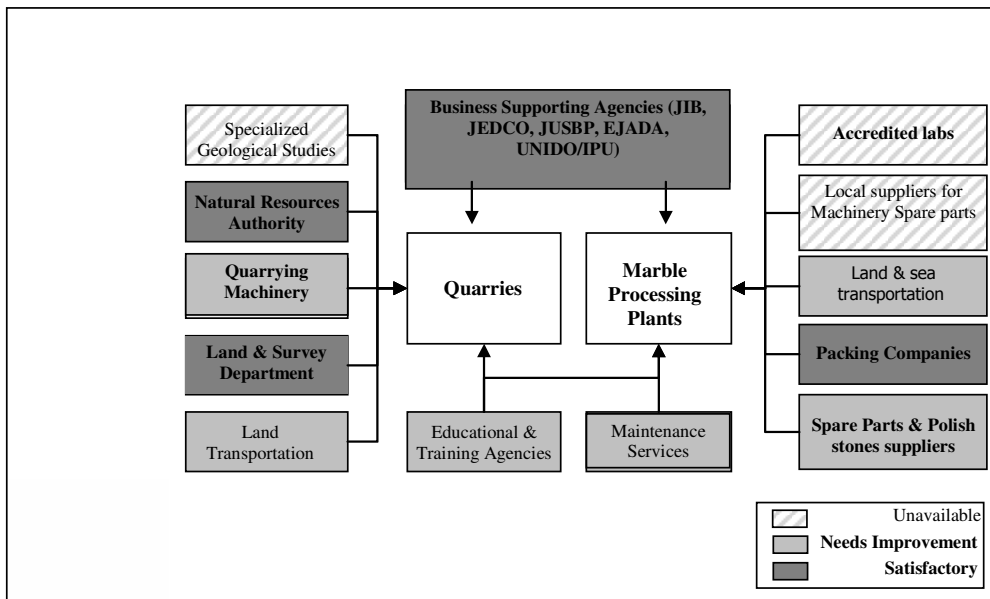 Business Supporting Agencies (JIB,
JEDCO, JUSBP, EJADA,
UNIDO/IPU)
Specialized
Geological Studies
Natural Resources
Authority
Quarrying
Machinery
Land & Survey
Department
Land
Transportation
Quarries
Marble
Processing
Plants
Educational &
Training Agencies
Maintenance
Services
Accredited labs
Local suppliers for
Machinery Spare parts
Land & sea
transportation
Packing Companies
Spare Parts & Polish
stones suppliers
Unavailable
Needs Improvement
Satisfactory